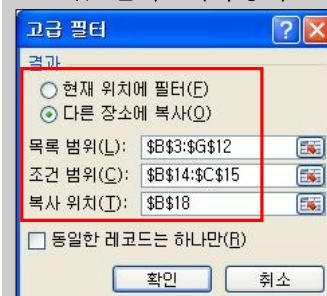 고급 필터
결과
현재 위치에 필터(F)
다른 장소에 복사(O)
목록 범위(L): $B$3:$G$12
조건 범위(C): $B$14:$C$15
복사 위치(T): $B$18
동일한 레코드는 하나만(R)
확인 취소